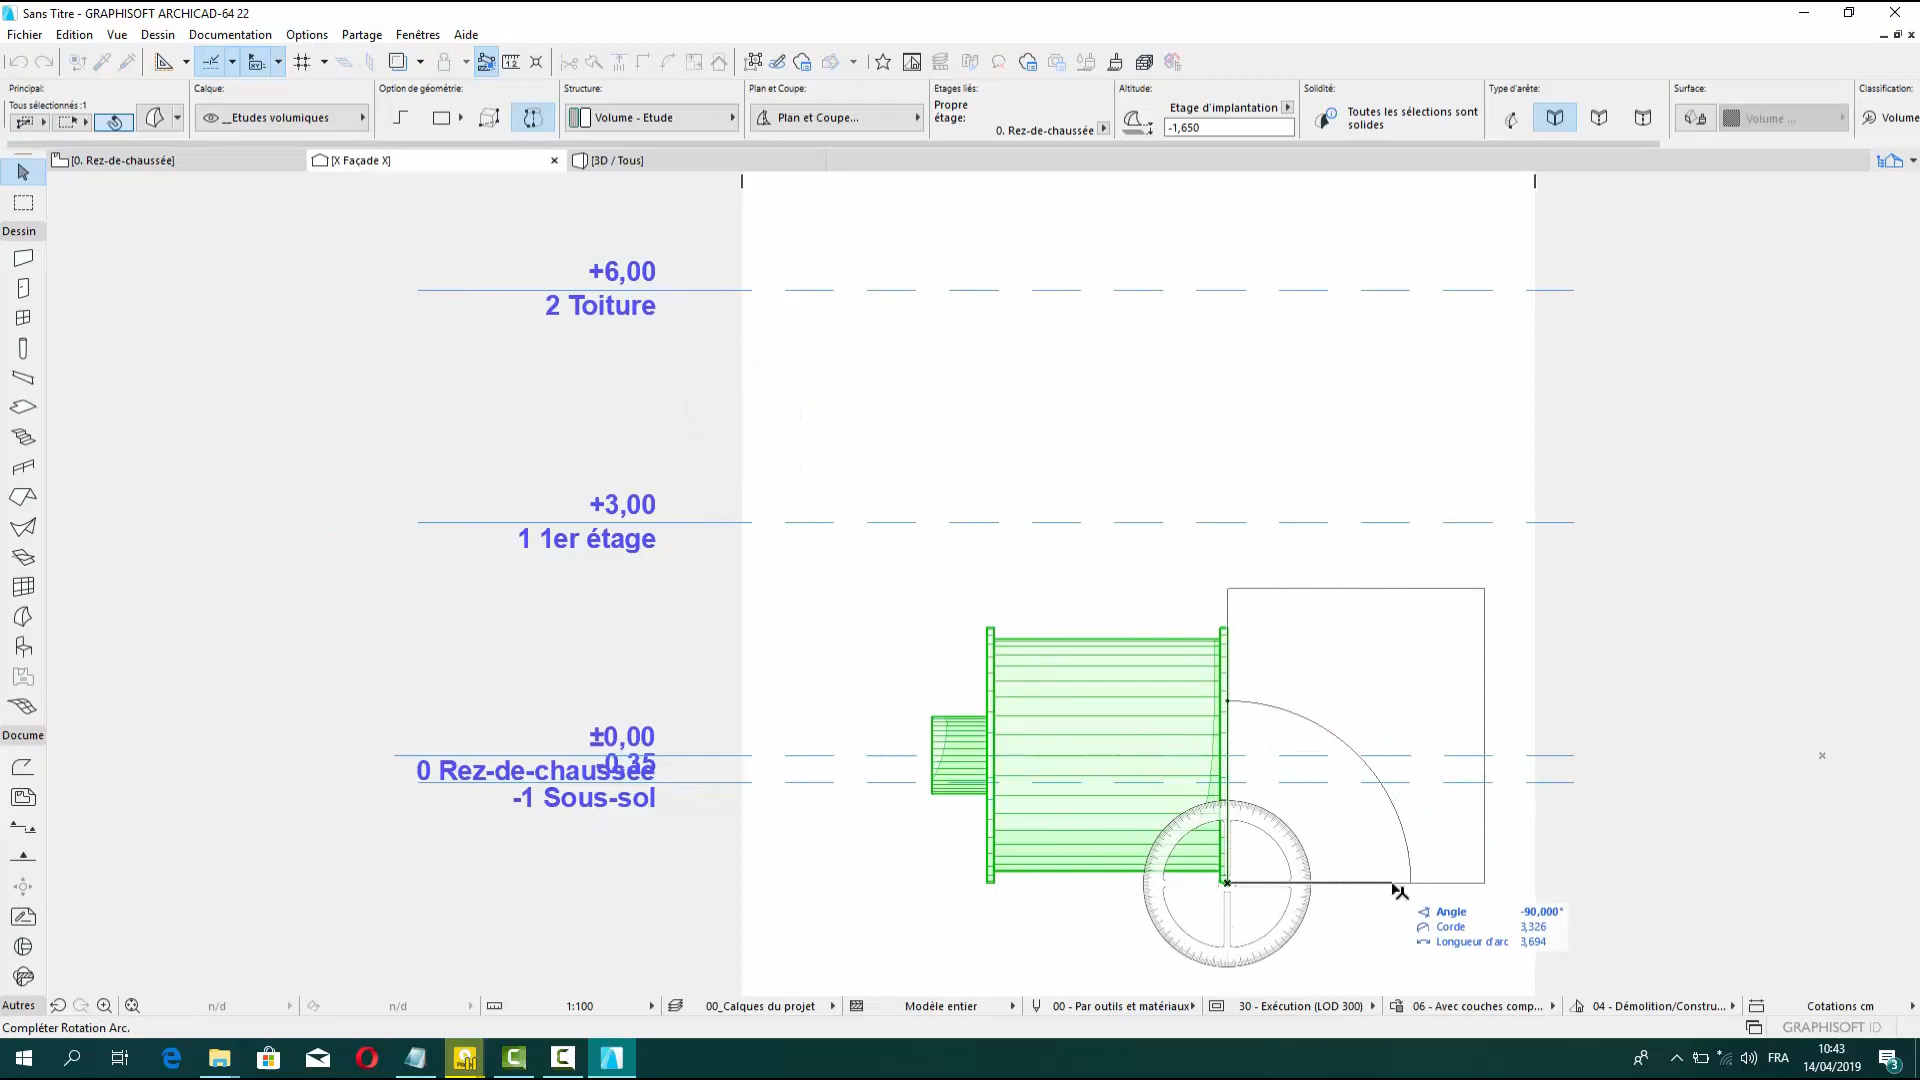 Sans Titre - GRAPHISOFT ARCHICAD-64 22
Fichier Edition Vue Dessin Documentation Options Partage Fenêtres Aide
Principal: Calque: Option de géométrie: Structure: Plan et Coupe: Etages liés: Altitude: Solidité: Type d'arête: Surface: Classification:
Tous sélectionnés :1
__Etudes volumiques
Volume - Etude
Plan et Coupe...
Propre étage:
0. Rez-de-chaussée
Etage d'implantation
-1,650
Toutes les sélections sont
solides
Volume ...
Volume
[0. Rez-de-chaussée]
[X Façade X]
[3D / Tous]
Dessin
+6,00
2 Toiture
+3,00
1 1er étage
±0,00
-0,35
0 Rez-de-chaussée
-1 Sous-sol
Docume
Angle -90,000°
Corde 3,326
Longueur d'arc 3,694
Autres
n/d
n/d
1:100
00_Calques du projet
Modèle entier
00 - Par outils et matériaux
30 - Exécution (LOD 300)
06 - Avec couches comp...
04 - Démolition/Constru...
Cotations cm
Compléter Rotation Arc.
GRAPHISOFT ID
FRA
10:43
14/04/2019
3